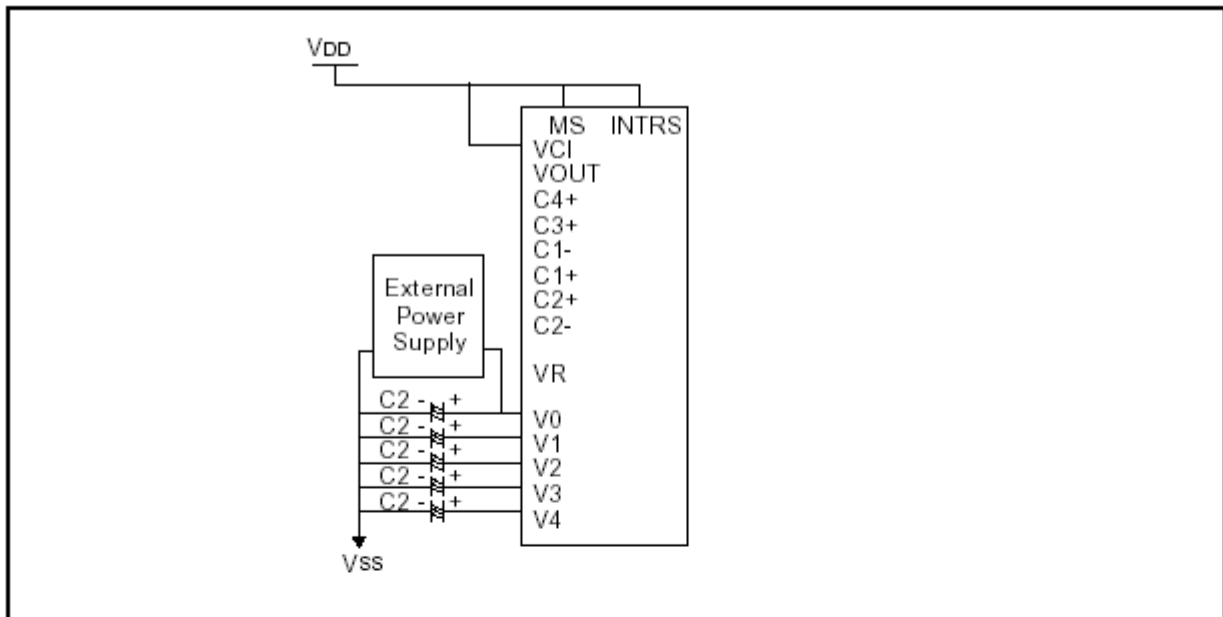 VDD
MS INTRS
VCI
VOUT
C4+
C3+
C1-
C1+
C2+
C2-
External
Power
Supply
VR
C2 - +
V0
C2 - +
V1
C2 - +
V2
C2 - +
V3
C2 - +
V4
VSS